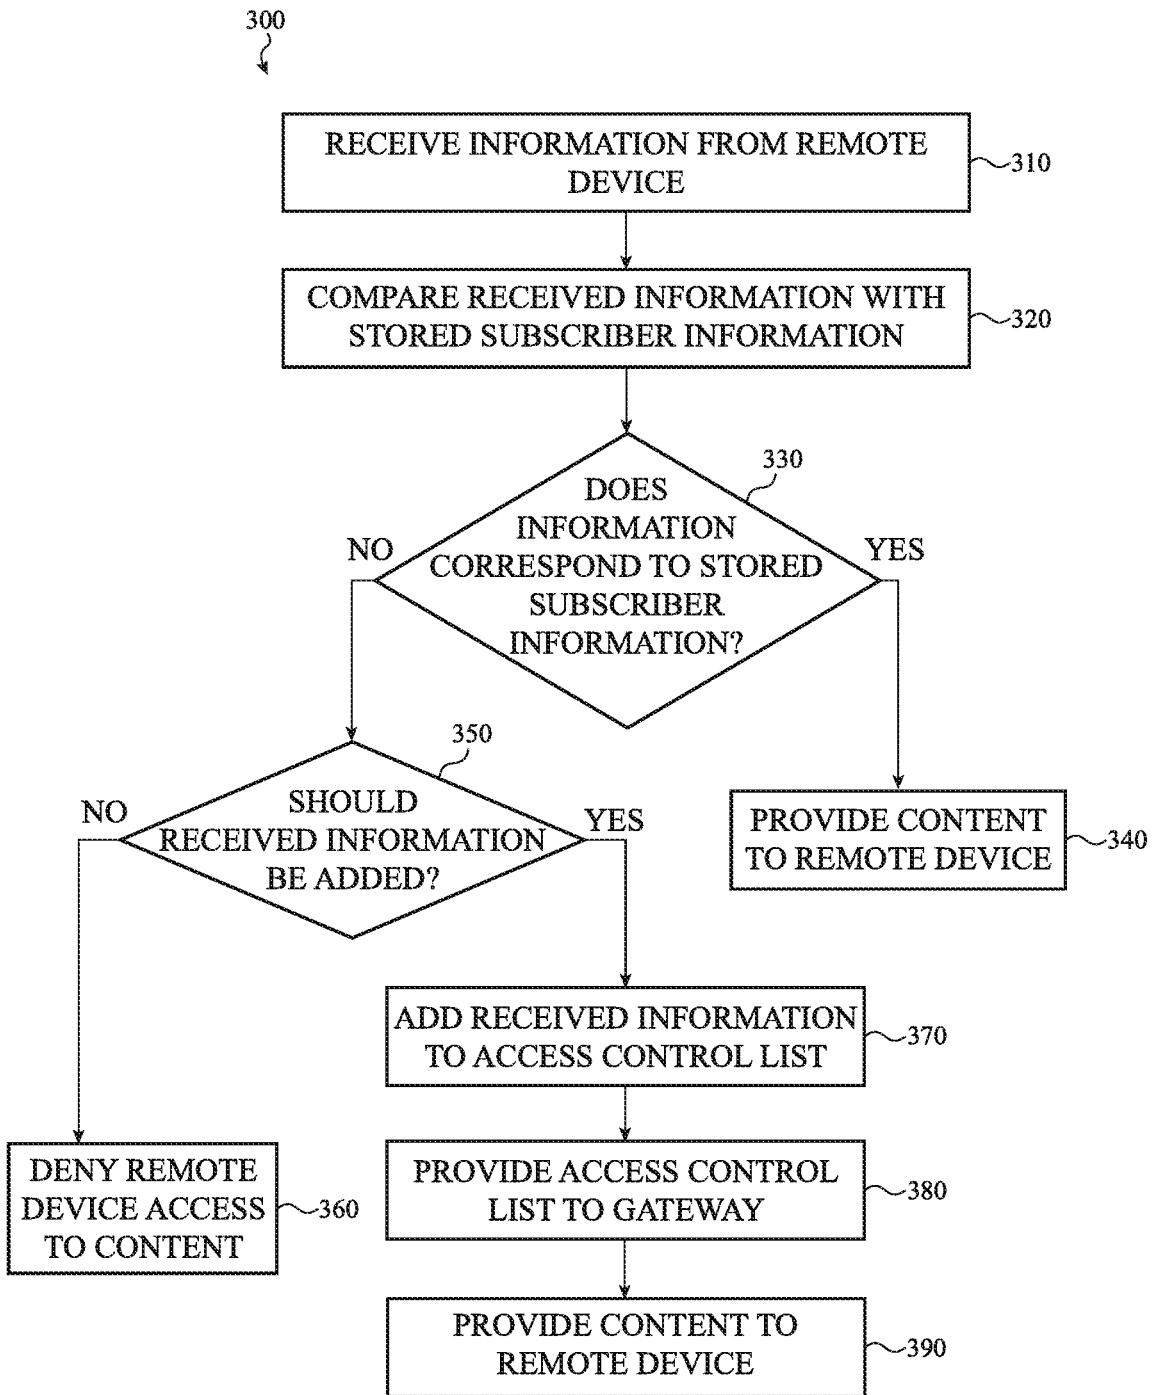 300
RECEIVE INFORMATION FROM REMOTE
DEVICE
310
COMPARE RECEIVED INFORMATION WITH
STORED SUBSCRIBER INFORMATION
320
330
DOES
INFORMATION
CORRESPOND TO STORED
SUBSCRIBER
INFORMATION?
NO
YES
350
SHOULD
RECEIVED INFORMATION
BE ADDED?
NO
YES
PROVIDE CONTENT
TO REMOTE DEVICE
340
ADD RECEIVED INFORMATION
TO ACCESS CONTROL LIST
370
DENY REMOTE
DEVICE ACCESS
TO CONTENT
360
PROVIDE ACCESS CONTROL
LIST TO GATEWAY
380
PROVIDE CONTENT TO
REMOTE DEVICE
390